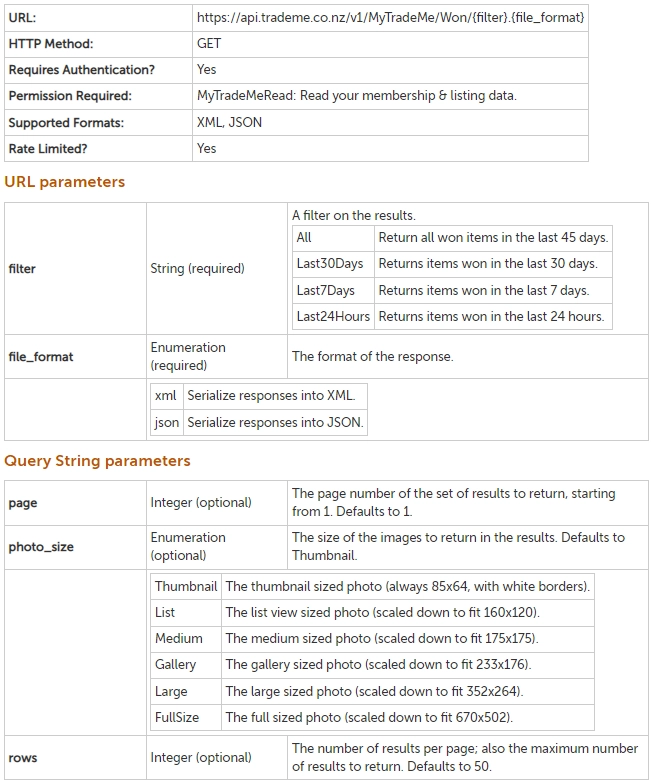 URL: https://api.trademe.co.nz/v1/MyTradeMe/Won/{filter}.{file_format}
HTTP Method: GET
Requires Authentication? Yes
Permission Required: MyTradeMeRead: Read your membership & listing data.
Supported Formats: XML, JSON
Rate Limited? Yes
URL parameters
filter
String (required)
A filter on the results.
All Return all won items in the last 45 days.
Last30Days Returns items won in the last 30 days.
Last7Days Returns items won in the last 7 days.
Last24Hours Returns items won in the last 24 hours.
file_format
Enumeration
(required)
The format of the response.
xml Serialize responses into XML.
json Serialize responses into JSON.
Query String parameters
page
Integer (optional)
The page number of the set of results to return, starting
from 1. Defaults to 1.
photo_size
Enumeration
(optional)
The size of the images to return in the results. Defaults to
Thumbnail.
Thumbnail The thumbnail sized photo (always 85x64, with white borders).
List The list view sized photo (scaled down to fit 160x120).
Medium The medium sized photo (scaled down to fit 175x175).
Gallery The gallery sized photo (scaled down to fit 233x176).
Large The large sized photo (scaled down to fit 352x264).
FullSize The full sized photo (scaled down to fit 670x502).
rows
Integer (optional)
The number of results per page; also the maximum number
of results to return. Defaults to 50.